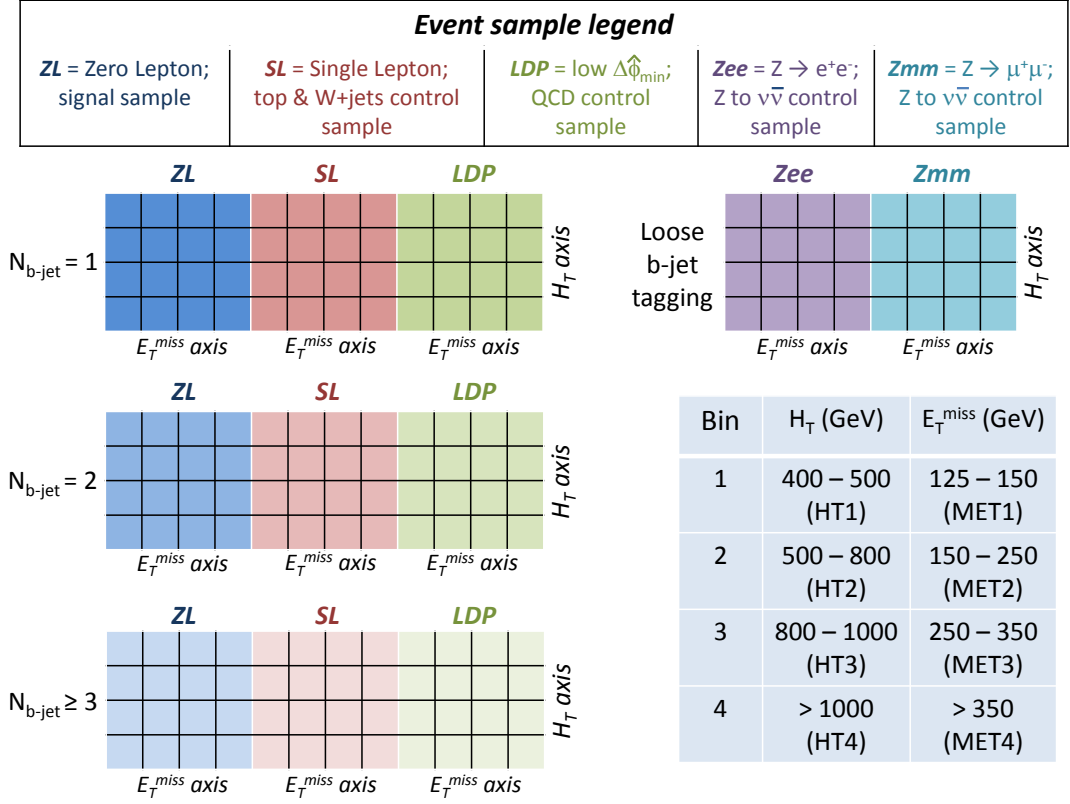 Event sample legend
ZL = Zero Lepton;
signal sample
SL = Single Lepton;
top & W+jets control
sample
LDP = low Δϕ̂min;
QCD control
sample
Zee = Z → e+e-;
Z to νν̅ control
sample
Zmm = Z → μ+μ-;
Z to νν̅ control
sample
ZL SL LDP
Nb-jet = 1
HT axis
ETmiss axis ETmiss axis ETmiss axis
Zee Zmm
Loose
b-jet
tagging
HT axis
ETmiss axis ETmiss axis
ZL SL LDP
Nb-jet = 2
HT axis
ETmiss axis ETmiss axis ETmiss axis
ZL SL LDP
Nb-jet ≥ 3
HT axis
ETmiss axis ETmiss axis ETmiss axis
Bin HT (GeV) ETmiss (GeV)
1 400 – 500 125 – 150
(HT1) (MET1)
2 500 – 800 150 – 250
(HT2) (MET2)
3 800 – 1000 250 – 350
(HT3) (MET3)
4 > 1000 > 350
(HT4) (MET4)